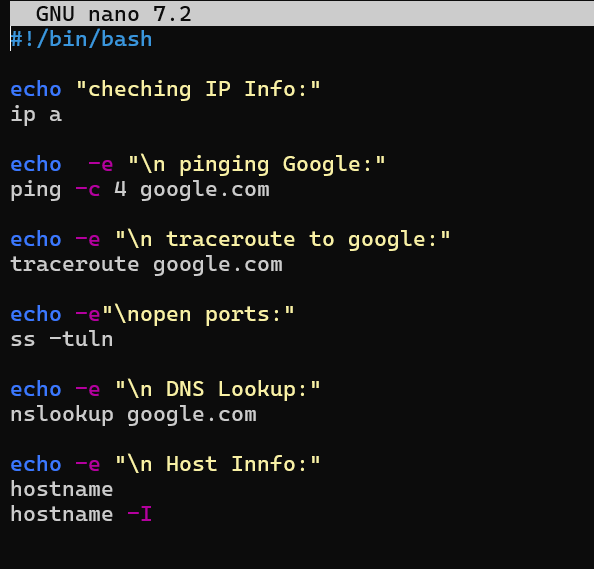 GNU nano 7.2
#!/bin/bash
echo "cheching IP Info:"
ip a
echo  -e "\n pinging Google:"
ping -c 4 google.com
echo -e "\n traceroute to google:"
traceroute google.com
echo -e"\nopen ports:"
ss -tuln
echo -e "\n DNS Lookup:"
nslookup google.com
echo -e "\n Host Innfo:"
hostname
hostname -I